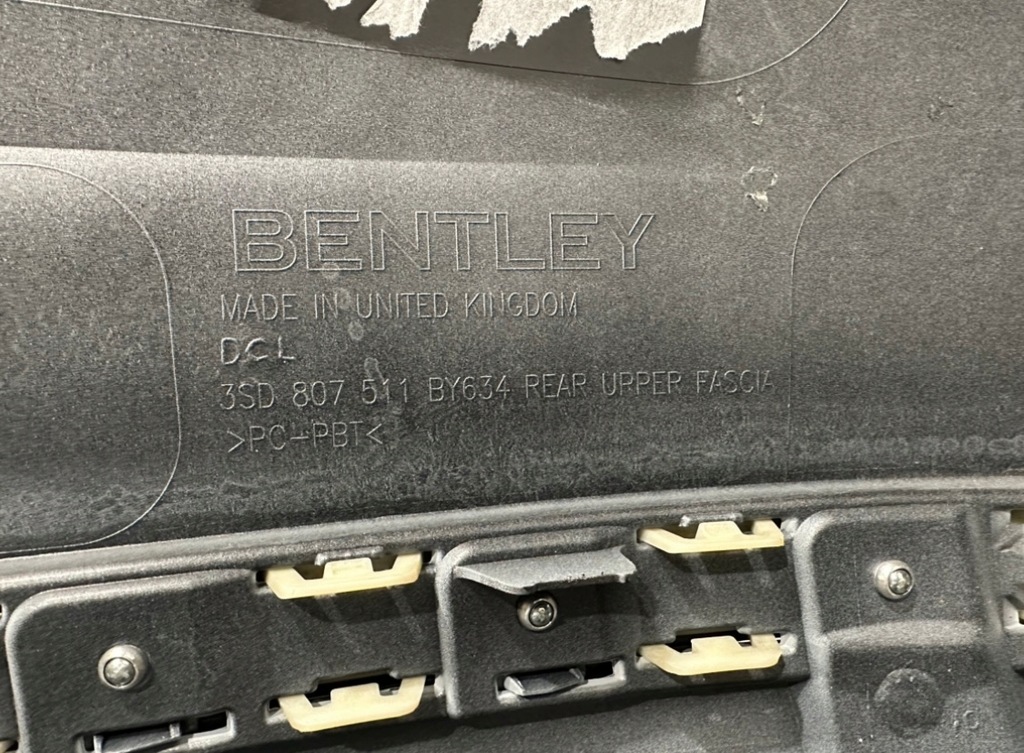 BENTLEY
MADE IN UNITED KINGDOM
DCL
3SD 807 511 BY634 REAR UPPER FASCIA
>PC-PBT<